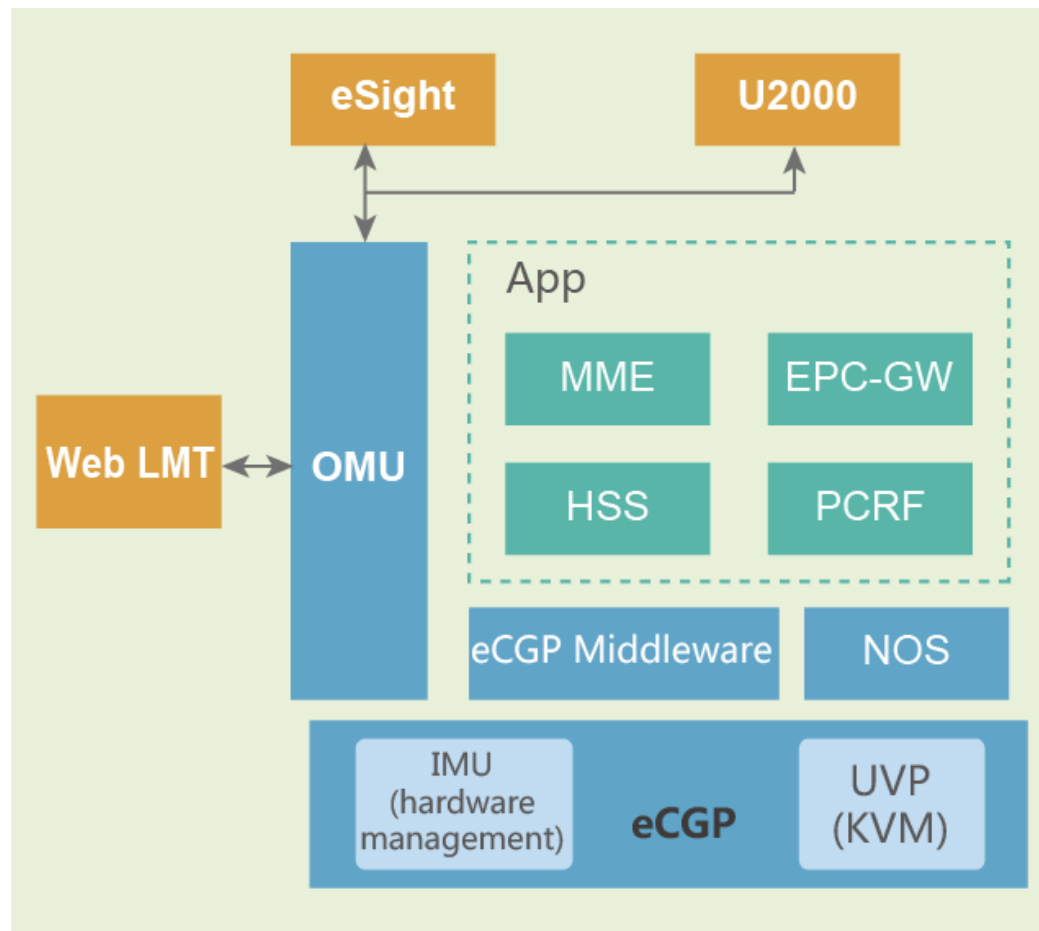 eSight
U2000
App
MME
EPC-GW
Web LMT
OMU
HSS
PCRF
eCGP Middleware
NOS
IMU
(hardware
management)
eCGP
UVP
(KVM)